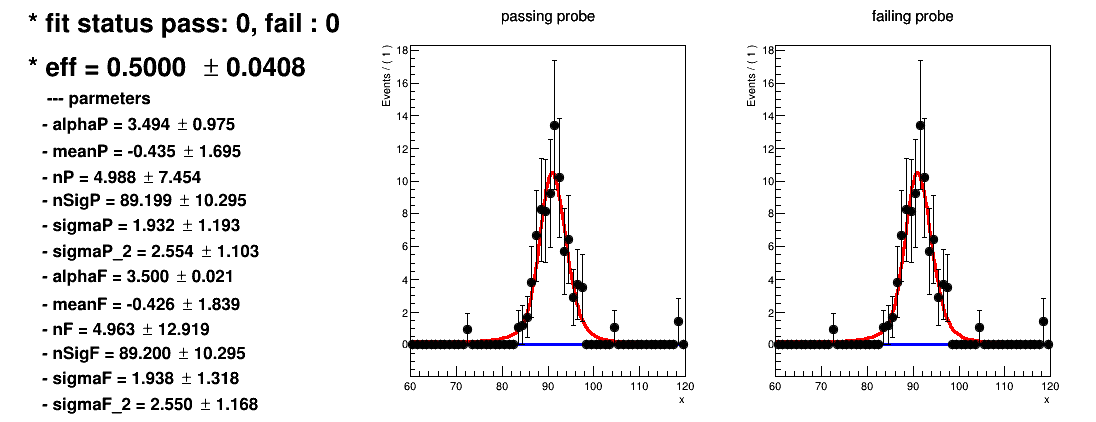 * fit status pass: 0, fail : 0
* eff = 0.5000 ± 0.0408
--- parmeters
- alphaP = 3.494 ± 0.975
- meanP = -0.435 ± 1.695
- nP = 4.988 ± 7.454
- nSigP = 89.199 ± 10.295
- sigmaP = 1.932 ± 1.193
- sigmaP_2 = 2.554 ± 1.103
- alphaF = 3.500 ± 0.021
- meanF = -0.426 ± 1.839
- nF = 4.963 ± 12.919
- nSigF = 89.200 ± 10.295
- sigmaF = 1.938 ± 1.318
- sigmaF_2 = 2.550 ± 1.168
passing probe
Events / ( 1 )
18
16
14
12
10
8
6
4
2
0
60 70 80 90 100 110 120
x
failing probe
Events / ( 1 )
18
16
14
12
10
8
6
4
2
0
60 70 80 90 100 110 120
x